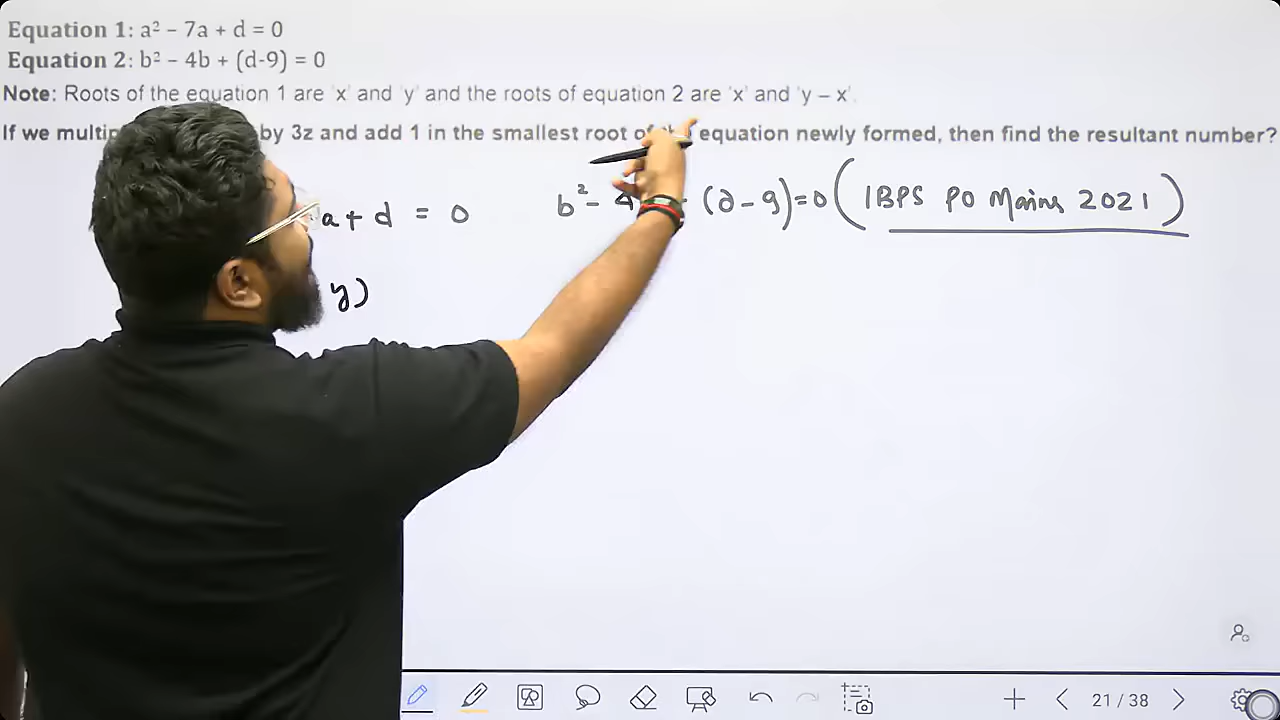 Equation 1: a² – 7a + d = 0
Equation 2: b² – 4b + (d-9) = 0
Note: Roots of the equation 1 are 'x' and 'y' and the roots of equation 2 are 'x' and 'y – x'.
If we by 3z and add 1 in the smallest root of equation newly formed, then find the resultant number?
a + d = 0
b² - 4 (d - 9) = 0 (IBPS PO Mains 2021)
y)
21 / 38